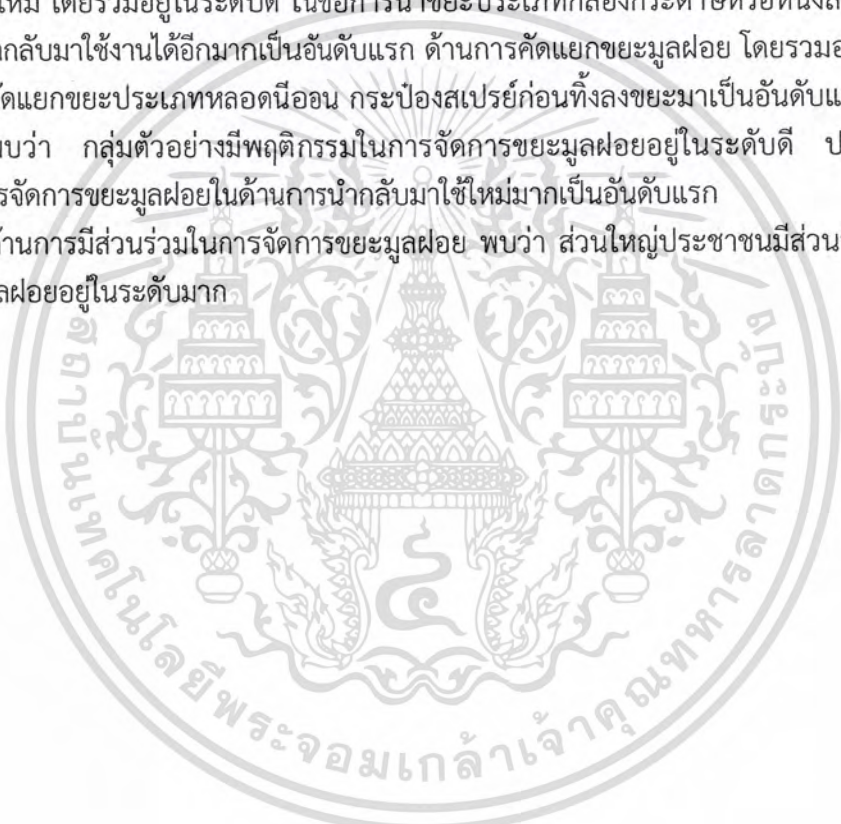 โดยรวมอยู่ในระดับดี ในข้อการนำขยะประเภทกล่องกระดาษหรือหนังสือ
กลับมาใช้งานได้อีกมากเป็นอันดับแรก ด้านการคัดแยกขยะมูลฝอย โดยรวม
ดแยกขยะประเภทหลอดนีออน กระป๋องสเปรย์ก่อนทิ้งลงขยะมาเป็นอันดับแ
บว่า กลุ่มตัวอย่างมีพฤติกรรมในการจัดการขยะมูลฝอยอยู่ในระดับดี ป
รจัดการขยะมูลฝอยในด้านการนำกลับมาใช้ใหม่มากเป็นอันดับแรก
ด้านการมีส่วนร่วมในการจัดการขยะมูลฝอย พบว่า ส่วนใหญ่ประชาชนมีส่วน
ลฝอยอยู่ในระดับมาก
สถาบันเทคโนโลยีพระจอมเกล้าเจ้าคุณทหารลาดกระบัง